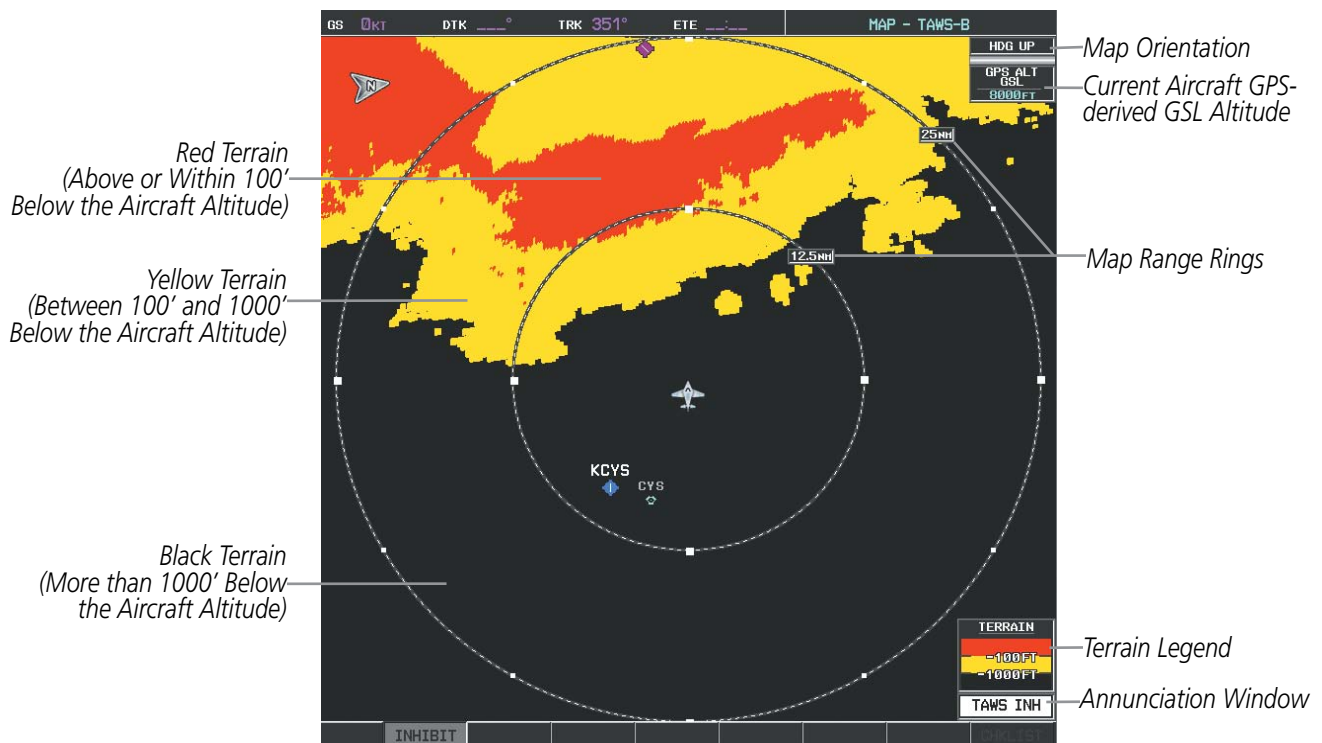 GS 0KT DTK ___° TRK 351° ETE __:__ MAP - TAWS-B
HDG UP
Map Orientation
GPS ALT
GSL
8000FT
Current Aircraft GPS-
derived GSL Altitude
N
25NM
Red Terrain
(Above or Within 100'
Below the Aircraft Altitude)
12.5NM
Map Range Rings
Yellow Terrain
(Between 100' and 1000'
Below the Aircraft Altitude)
KCYS
CYS
Black Terrain
(More than 1000' Below
the Aircraft Altitude)
TERRAIN
-100FT
-1000FT
Terrain Legend
TAWS INH
Annunciation Window
INHIBIT
CHKLIST